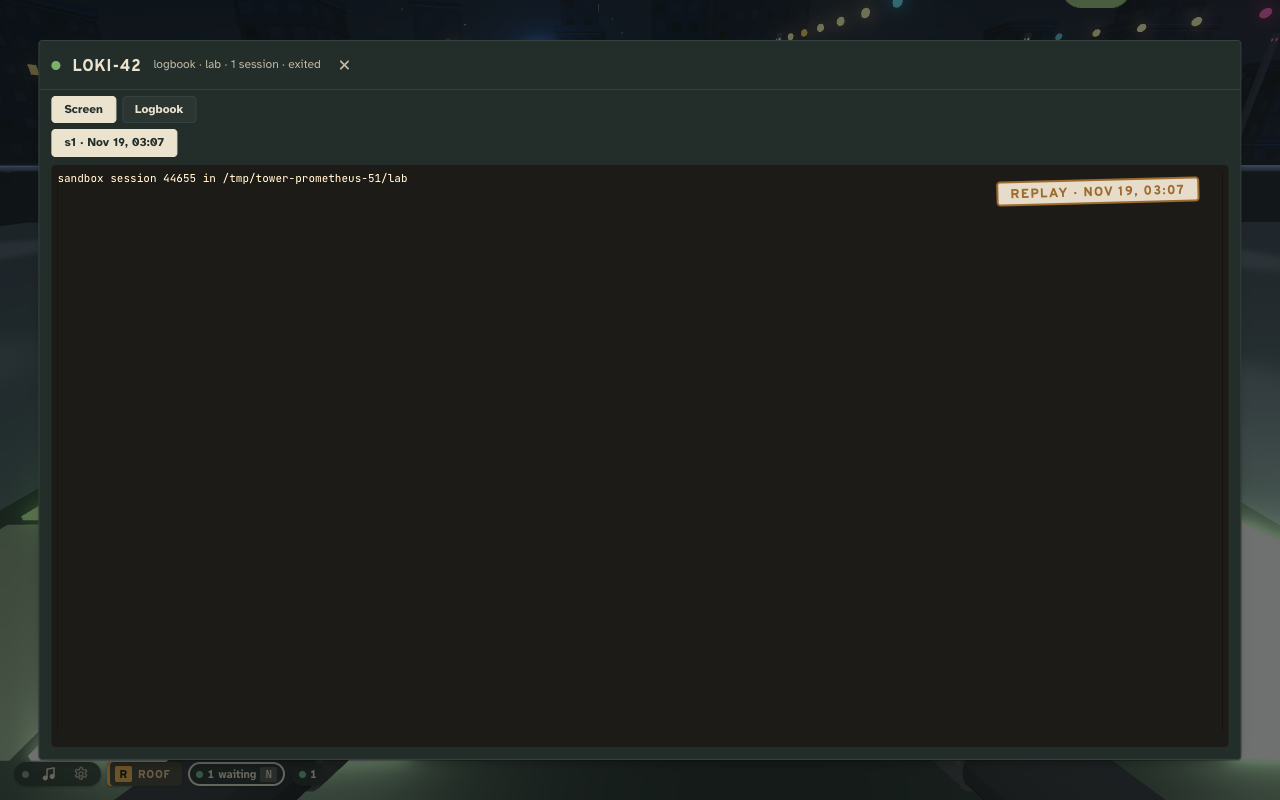 LOKI-42 logbook · lab · 1 session · exited ✕
Screen Logbook
s1 · Nov 19, 03:07
sandbox session 44655 in /tmp/tower-prometheus-51/lab
REPLAY · NOV 19, 03:07
R ROOF 1 waiting N 1